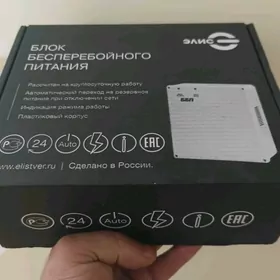 ЭЛИС
БЛОК
БЕСПЕРЕБОЙНОГО
ПИТАНИЯ
Рассчитан на круглосуточную работу
Автоматический переход на резервное
питание при отключении сети
Индикация режима работы
Пластиковый корпус
ББП
24 Auto EAC
www.elistver.ru Сделано в России.
24 Auto EAC